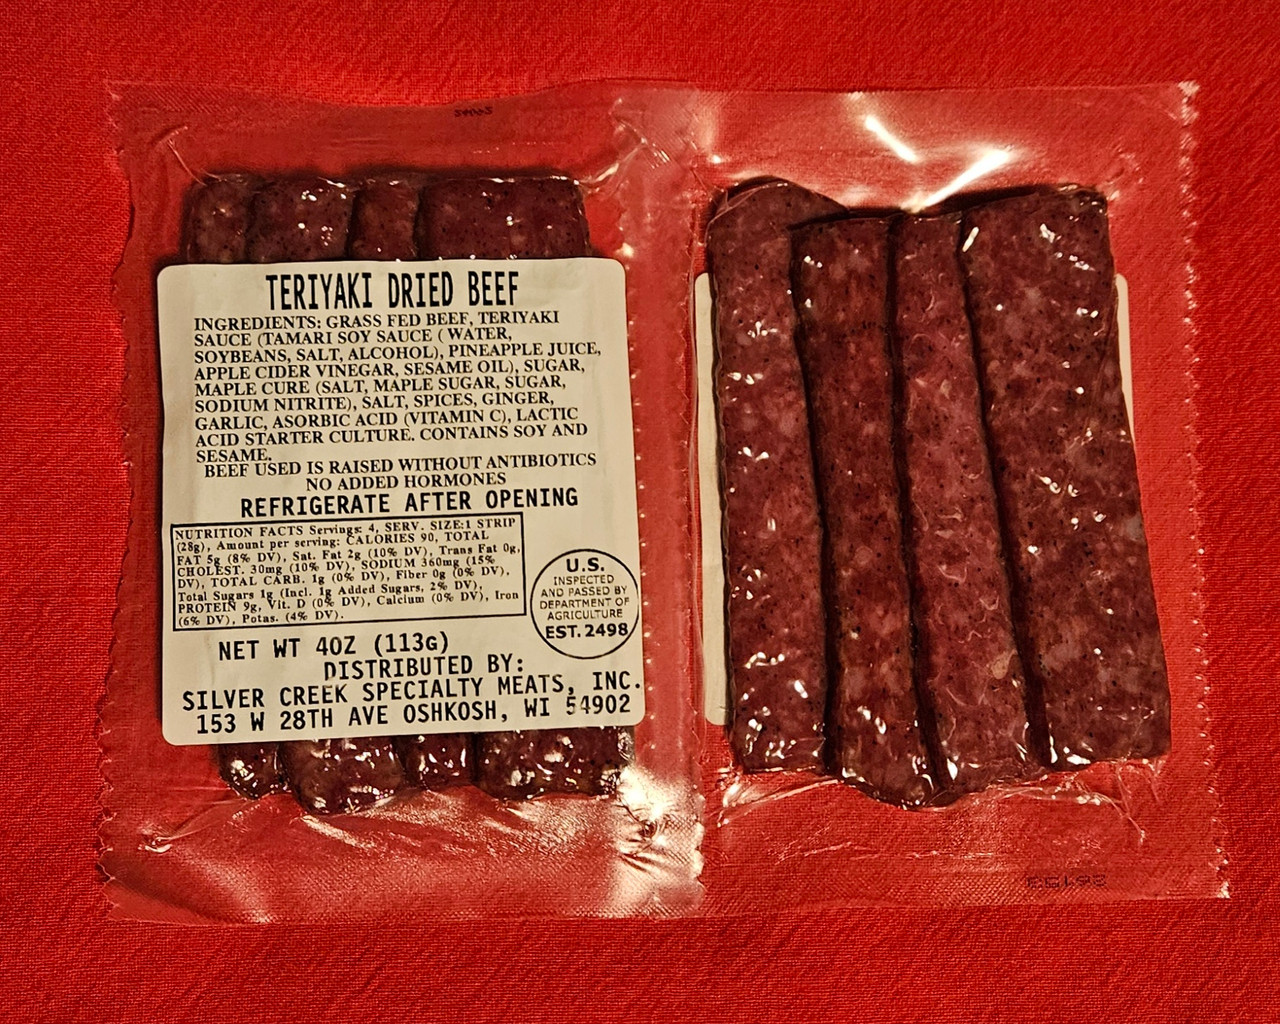 TERIYAKI DRIED BEEF
INGREDIENTS: GRASS FED BEEF, TERIYAKI
SAUCE (TAMARI SOY SAUCE ( WATER,
SOYBEANS, SALT, ALCOHOL), PINEAPPLE JUICE,
APPLE CIDER VINEGAR, SESAME OIL), SUGAR,
MAPLE CURE (SALT, MAPLE SUGAR, SUGAR,
SODIUM NITRITE), SALT, SPICES, GINGER,
GARLIC, ASORBIC ACID (VITAMIN C), LACTIC
ACID STARTER CULTURE. CONTAINS SOY AND
SESAME.
BEEF USED IS RAISED WITHOUT ANTIBIOTICS
NO ADDED HORMONES
REFRIGERATE AFTER OPENING
NUTRITION FACTS Servings: 4, SERV. SIZE:1 STRIP
(28g), Amount per serving: CALORIES 90, TOTAL
FAT 5g (8% DV), Sat. Fat 2g (10% DV), Trans Fat 0g,
CHOLEST. 30mg (10% DV), SODIUM 360mg (15%
DV), TOTAL CARB. 1g (0% DV), Fiber 0g (0% DV),
Total Sugars 1g (Incl. 1g Added Sugars, 2% DV),
PROTEIN 9g, Vit. D (0% DV), Calcium (0% DV), Iron
(6% DV), Potas. (4% DV).
U.S.
INSPECTED
AND PASSED BY
DEPARTMENT OF
AGRICULTURE
EST. 2498
NET WT 4OZ (113G)
DISTRIBUTED BY:
SILVER CREEK SPECIALTY MEATS, INC.
153 W 28TH AVE OSHKOSH, WI 54902